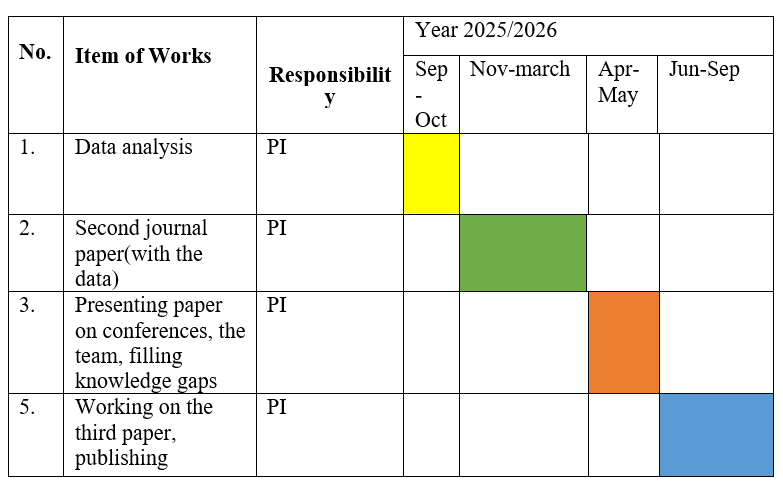 No.
Item of Works
Responsibilit
y
Year 2025/2026
Sep
-
Oct
Nov-march
Apr-
May
Jun-Sep
1.
Data analysis
PI
2.
Second journal
paper(with the
data)
PI
3.
Presenting paper
on conferences, the
team, filling
knowledge gaps
PI
5.
Working on the
third paper,
publishing
PI